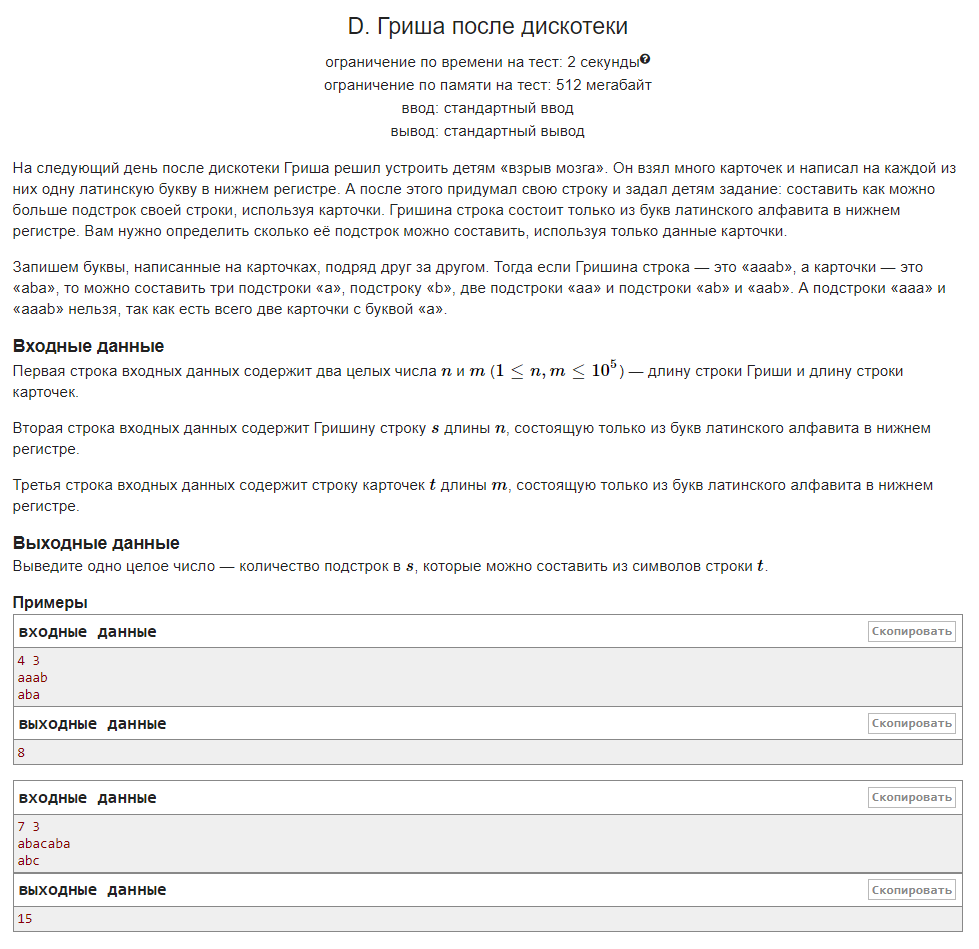 D. Гриша после дискотеки
ограничение по времени на тест: 2 секунды?
ограничение по памяти на тест: 512 мегабайт
ввод: стандартный ввод
вывод: стандартный вывод
На следующий день после дискотеки Гриша решил устроить детям «взрыв мозга». Он взял много карточек и написал на каждой из
них одну латинскую букву в нижнем регистре. А после этого придумал свою строку и задал детям задание: составить как можно
больше подстрок своей строки, используя карточки. Гришина строка состоит только из букв латинского алфавита в нижнем
регистре. Вам нужно определить сколько её подстрок можно составить, используя только данные карточки.
Запишем буквы, написанные на карточках, подряд друг за другом. Тогда если Гришина строка — это «aaab», а карточки — это
«aba», то можно составить три подстроки «a», подстроку «b», две подстроки «aa» и подстроки «ab» и «aab». А подстроки «aaa» и
«aaab» нельзя, так как есть всего две карточки с буквой «a».
Входные данные
Первая строка входных данных содержит два целых числа n и m (1 ≤ n, m ≤ 10⁵) — длину строки Гриши и длину строки
карточек.
Вторая строка входных данных содержит Гришину строку s длины n, состоящую только из букв латинского алфавита в нижнем
регистре.
Третья строка входных данных содержит строку карточек t длины m, состоящую только из букв латинского алфавита в нижнем
регистре.
Выходные данные
Выведите одно целое число — количество подстрок в s, которые можно составить из символов строки t.
Примеры
входные данные
Скопировать
4 3
aaab
aba
выходные данные
Скопировать
8
входные данные
Скопировать
7 3
abacaba
abc
выходные данные
Скопировать
15